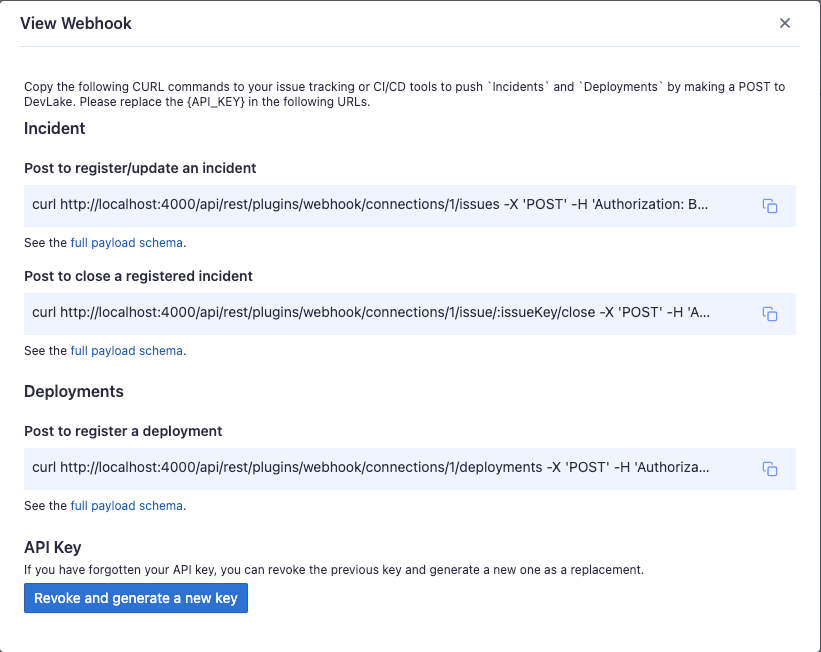 View Webhook
Copy the following CURL commands to your issue tracking or CI/CD tools to push `Incidents` and `Deployments` by making a POST to
DevLake. Please replace the {API_KEY} in the following URLs.
Incident
Post to register/update an incident
curl http://localhost:4000/api/rest/plugins/webhook/connections/1/issues -X 'POST' -H 'Authorization: B...
See the full payload schema.
Post to close a registered incident
curl http://localhost:4000/api/rest/plugins/webhook/connections/1/issue/:issueKey/close -X 'POST' -H 'A...
See the full payload schema.
Deployments
Post to register a deployment
curl http://localhost:4000/api/rest/plugins/webhook/connections/1/deployments -X 'POST' -H 'Authoriza...
See the full payload schema.
API Key
If you have forgotten your API key, you can revoke the previous key and generate a new one as a replacement.
Revoke and generate a new key